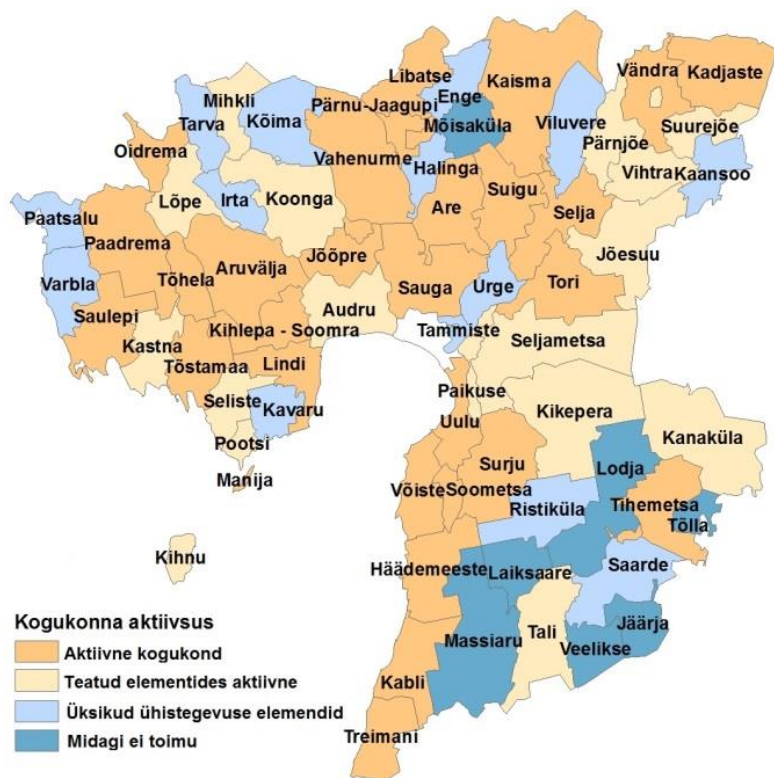 Libatse
Kaisma
Vändra
Kadjaste
Mihkli
Pärnu-Jaagupi
Enge
Tarva
Kõima
Mõisaküla
Viluvere
Suurejõe
Oidrema
Vahenurme
Halinga
Pärnjõe
Vihtra
Kaansoo
Lõpe
Irta
Koonga
Are
Suigu
Selja
Paatsalu
Paadrema
Jõesuu
Tõhela
Aruvälja
Jõõpre
Varbla
Sauga
Urge
Tori
Saulepi
Audru
Kihlepa - Soomra
Tammiste
Kastna
Seljametsa
Tõstamaa
Lindi
Paikuse
Seliste
Kavaru
Kikepera
Uulu
Pootsi
Kanaküla
Surju
Lodja
Manija
Võiste
Soometsa
Ristiküla
Tihemetsa
Tõlla
Kihnu
Häädemeeste
Laiksaare
Saarde
Massiaru
Tali
Veelikse
Jäärja
Kabli
Treimani
Kogukonna aktiivsus
Aktiivne kogukond
Teatud elementides aktiivne
Üksikud ühistegevuse elemendid
Midagi ei toimu